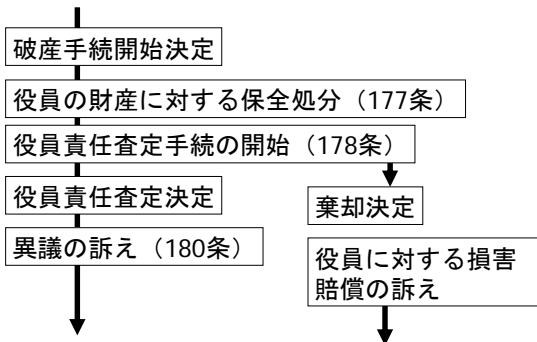 破産手続開始決定
役員の財産に対する保全処分（177条）
役員責任査定手続の開始（178条）
役員責任査定決定
棄却決定
異議の訴え（180条）
役員に対する損害
賠償の訴え